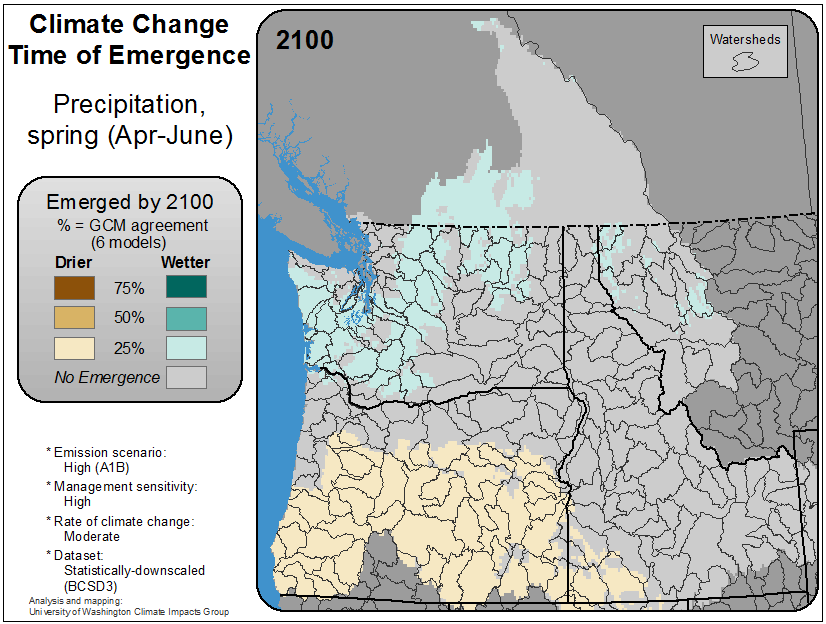 Climate Change
Time of Emergence
Precipitation,
spring (Apr-June)
Emerged by 2100
% = GCM agreement
(6 models)
Drier Wetter
75%
50%
25%
No Emergence
* Emission scenario:
High (A1B)
* Management sensitivity:
High
* Rate of climate change:
Moderate
* Dataset:
Statistically-downscaled
(BCSD3)
Analysis and mapping:
University of Washington Climate Impacts Group
2100
Watersheds